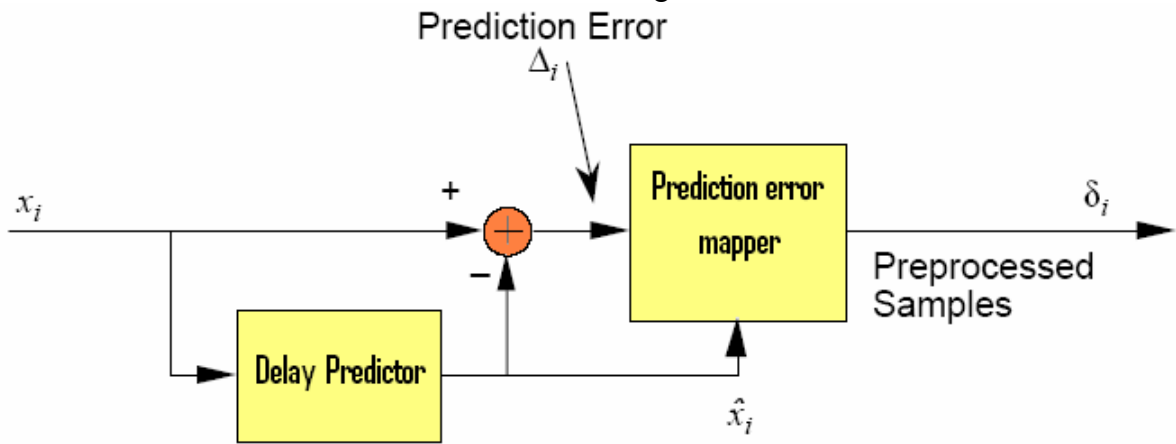 Prediction Error
Δi
+
xi
Prediction error
mapper
δi
+
−
Preprocessed
Samples
Delay Predictor
x̂i